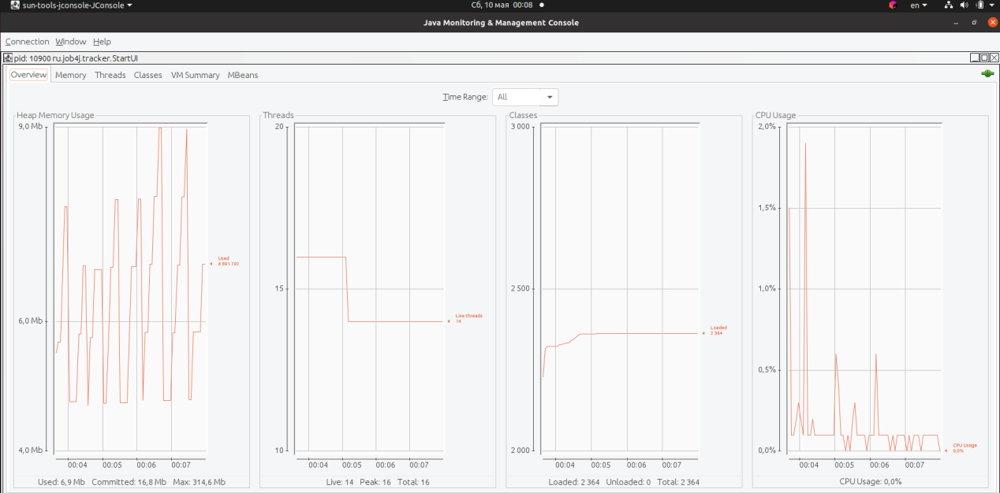 sun-tools-jconsole-JConsole
Сб, 10 мая 00:08
en
Java Monitoring & Management Console
Connection Window Help
pid: 10900 ru.job4j.tracker.StartUI
Overview Memory Threads Classes VM Summary MBeans
Time Range: All
Heap Memory Usage
9,0 Mb
6,0 Mb
4,0 Mb
Used
6 891 792
00:04 00:05 00:06 00:07
Used: 6,9 Mb Committed: 16,8 Mb Max: 314,6 Mb
Threads
20
15
10
Live threads
14
00:04 00:05 00:06 00:07
Live: 14 Peak: 16 Total: 16
Classes
3 000
2 500
2 000
Loaded
2 364
00:04 00:05 00:06 00:07
Loaded: 2 364 Unloaded: 0 Total: 2 364
CPU Usage
2,0%
1,5%
1,0%
0,5%
0,0%
CPU Usage
0,0%
00:04 00:05 00:06 00:07
CPU Usage: 0,0%